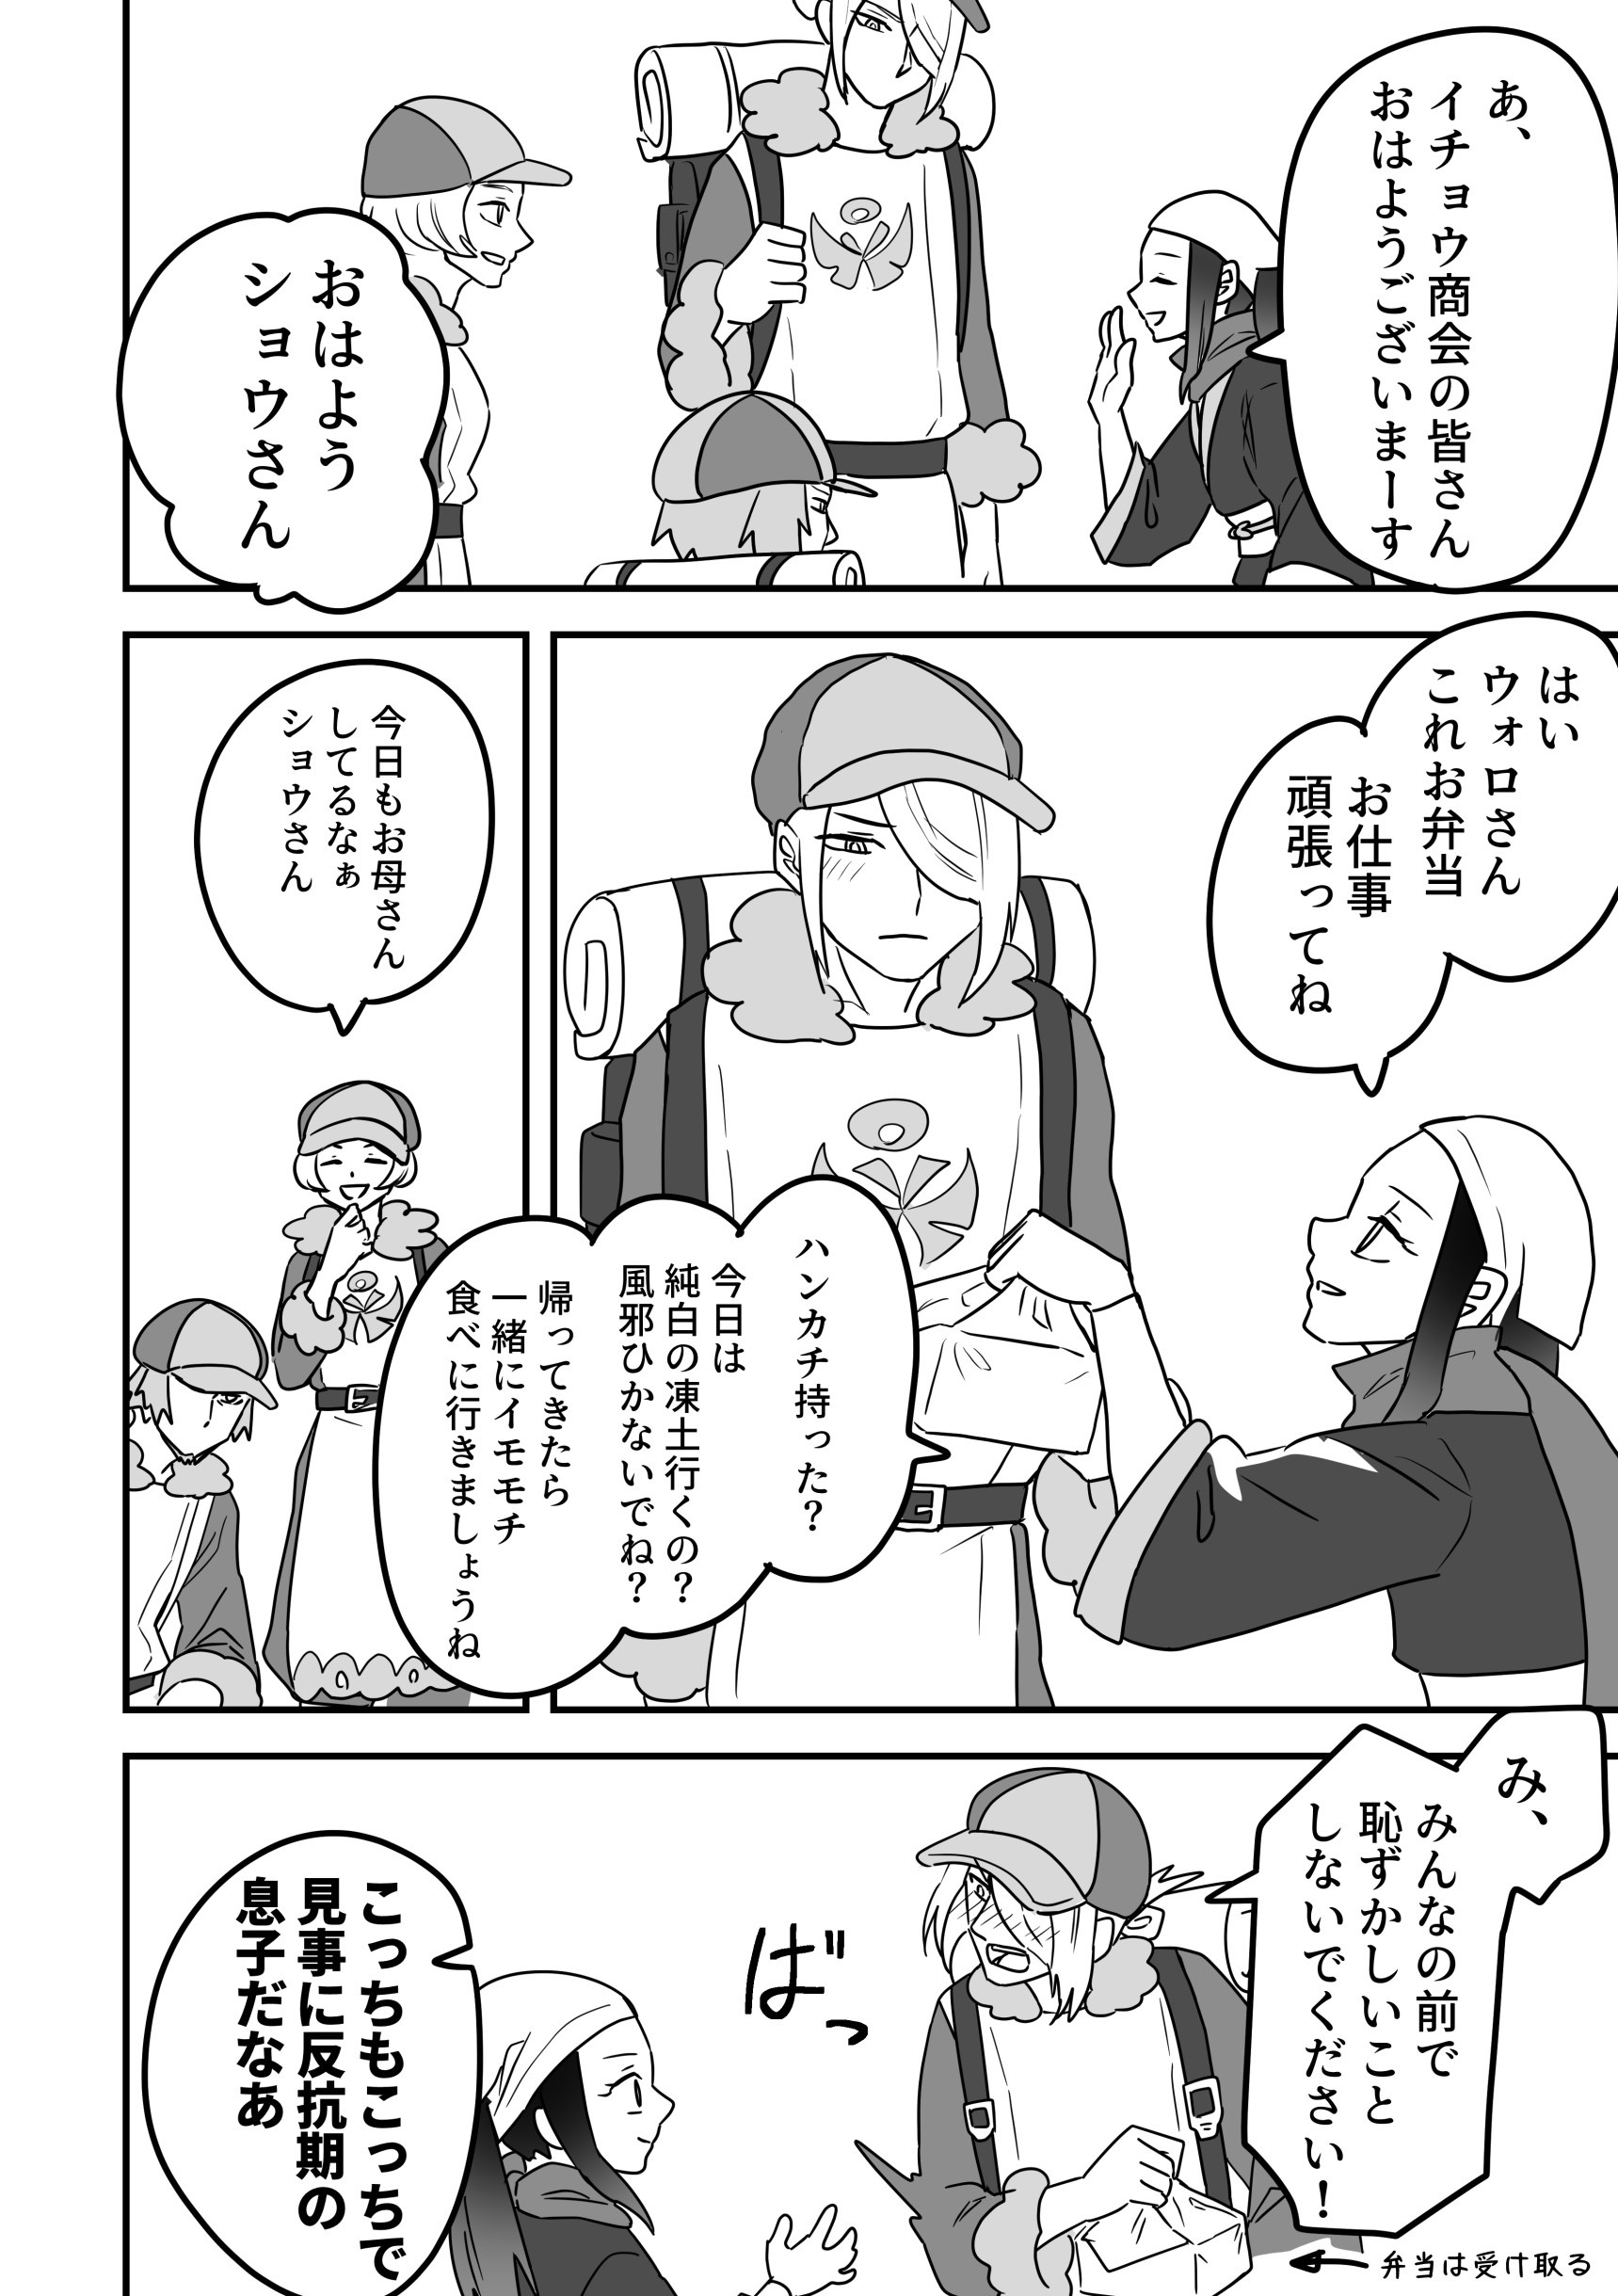 あ、
イチョウ商会の皆さん
おはようございまーす
おはよう
ショウさん
はい
ウォロさん
これお弁当
お仕事
頑張ってね
ハンカチ持った?
今日は
純白の凍土行くの?
風邪ひかないでね?
帰ってきたら
一緒にイモモチ
食べに行きましょうね
今日もお母さん
してるなぁ
ショウさん
み、
みんなの前で
恥ずかしいこと
しないでください!
ばっ
弁当は受け取る
こっちもこっちで
見事に反抗期の
息子だなあ